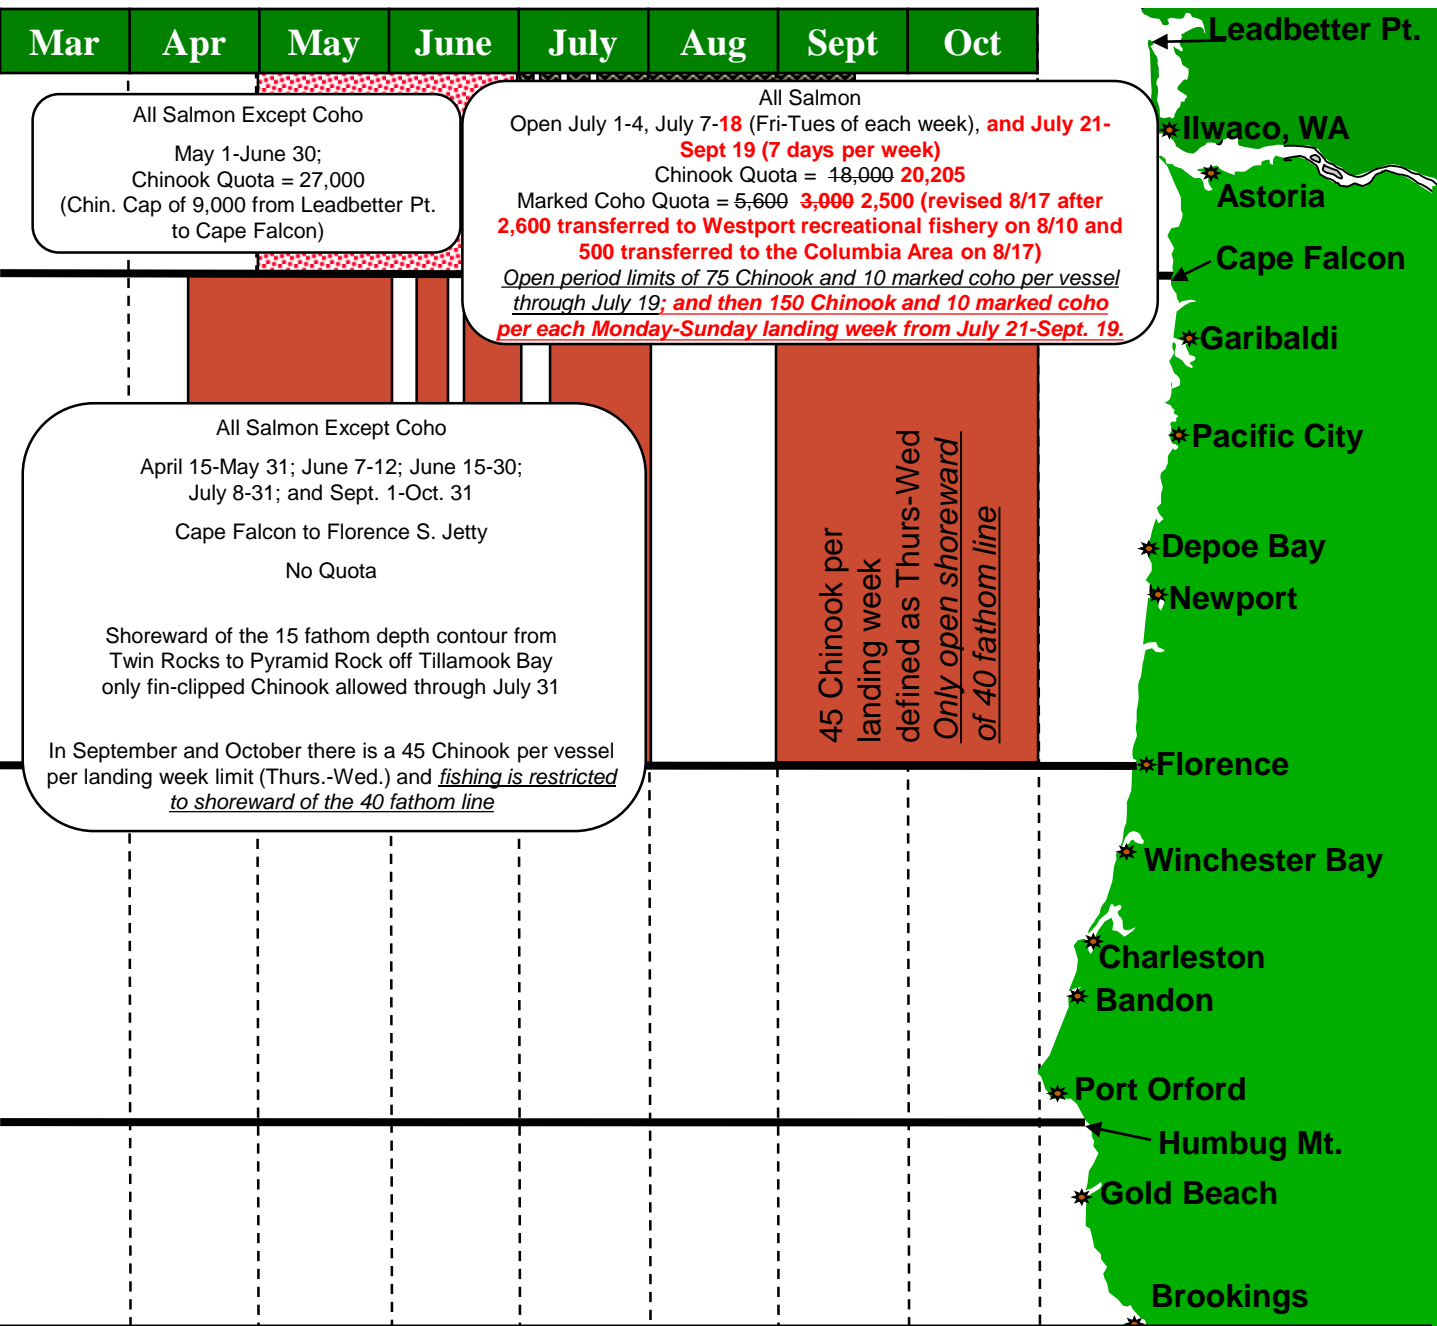 Mar Apr May June July Aug Sept Oct
All Salmon Except Coho
May 1-June 30;
Chinook Quota = 27,000
(Chin. Cap of 9,000 from Leadbetter Pt.
to Cape Falcon)
All Salmon
Open July 1-4, July 7-18 (Fri-Tues of each week), and July 21-
Sept 19 (7 days per week)
Chinook Quota = 18,000 20,205
Marked Coho Quota = 5,600 3,000 2,500 (revised 8/17 after
2,600 transferred to Westport recreational fishery on 8/10 and
500 transferred to the Columbia Area on 8/17)
Open period limits of 75 Chinook and 10 marked coho per vessel
through July 19; and then 150 Chinook and 10 marked coho
per each Monday-Sunday landing week from July 21-Sept. 19.
All Salmon Except Coho
April 15-May 31; June 7-12; June 15-30;
July 8-31; and Sept. 1-Oct. 31
Cape Falcon to Florence S. Jetty
No Quota
Shoreward of the 15 fathom depth contour from
Twin Rocks to Pyramid Rock off Tillamook Bay
only fin-clipped Chinook allowed through July 31
In September and October there is a 45 Chinook per vessel
per landing week limit (Thurs.-Wed.) and fishing is restricted
to shoreward of the 40 fathom line
45 Chinook per
landing week
defined as Thurs-Wed
Only open shoreward
of 40 fathom line
Leadbetter Pt.
Ilwaco, WA
Astoria
Cape Falcon
Garibaldi
Pacific City
Depoe Bay
Newport
Florence
Winchester Bay
Charleston
Bandon
Port Orford
Humbug Mt.
Gold Beach
Brookings